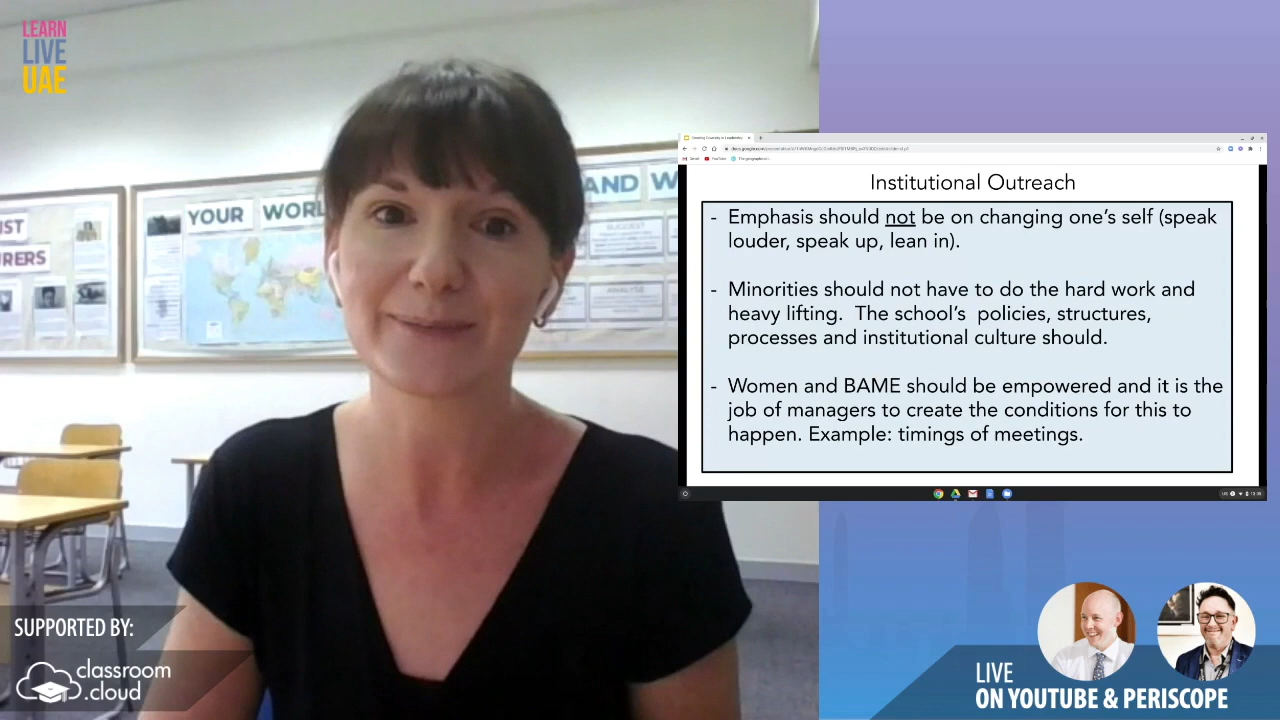 LEARN
LIVE
UAE
YOUR WORL
AND W
IST
URERS
SUGGEST
ANALYSE
Institutional Outreach
- Emphasis should not be on changing one's self (speak
louder, speak up, lean in).
- Minorities should not have to do the hard work and
heavy lifting. The school's policies, structures,
processes and institutional culture should.
- Women and BAME should be empowered and it is the
job of managers to create the conditions for this to
happen. Example: timings of meetings.
SUPPORTED BY:
classroom
.cloud
LIVE
ON YOUTUBE & PERISCOPE